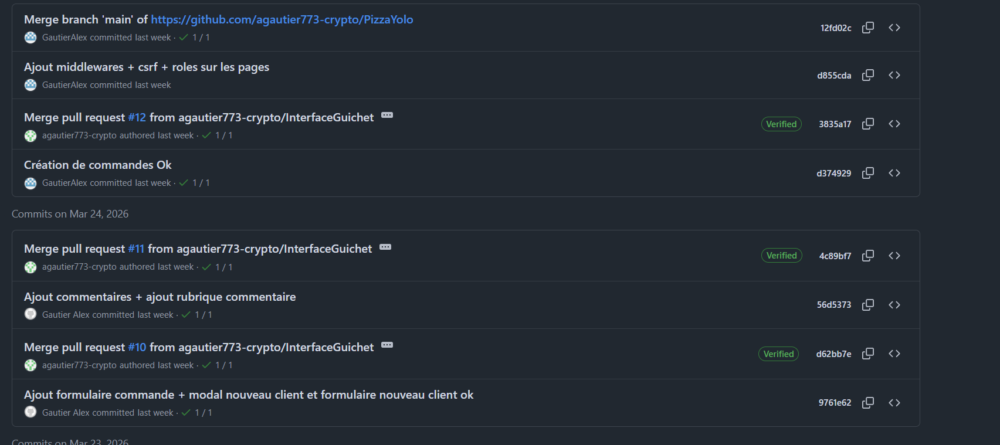 Merge branch 'main' of https://github.com/agautier773-crypto/PizzaYolo
12fd02c
GautierAlex committed last week · ✓ 1 / 1
Ajout middlewares + csrf + roles sur les pages
d855cda
GautierAlex committed last week
Merge pull request #12 from agautier773-crypto/InterfaceGuichet
Verified 3835a17
agautier773-crypto authored last week · ✓ 1 / 1
Création de commandes Ok
d374929
GautierAlex committed last week · ✓ 1 / 1
Commits on Mar 24, 2026
Merge pull request #11 from agautier773-crypto/InterfaceGuichet
Verified 4c89bf7
agautier773-crypto authored last week · ✓ 1 / 1
Ajout commentaires + ajout rubrique commentaire
56d5373
Gautier Alex committed last week · ✓ 1 / 1
Merge pull request #10 from agautier773-crypto/InterfaceGuichet
Verified d62bb7e
agautier773-crypto authored last week · ✓ 1 / 1
Ajout formulaire commande + modal nouveau client et formulaire nouveau client ok
9761e62
Gautier Alex committed last week · ✓ 1 / 1
Commits on Mar 23, 2026